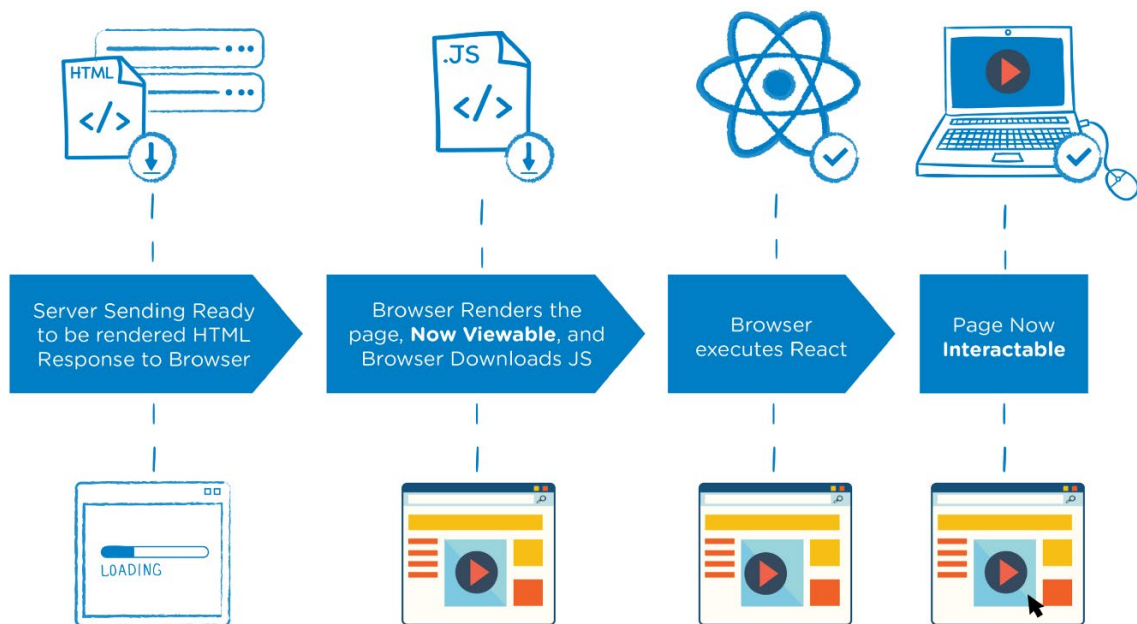 HTML
</>
.JS
</>
Server Sending Ready
to be rendered HTML
Response to Browser
Browser Renders the
page, Now Viewable, and
Browser Downloads JS
Browser
executes React
Page Now
Interactable
LOADING